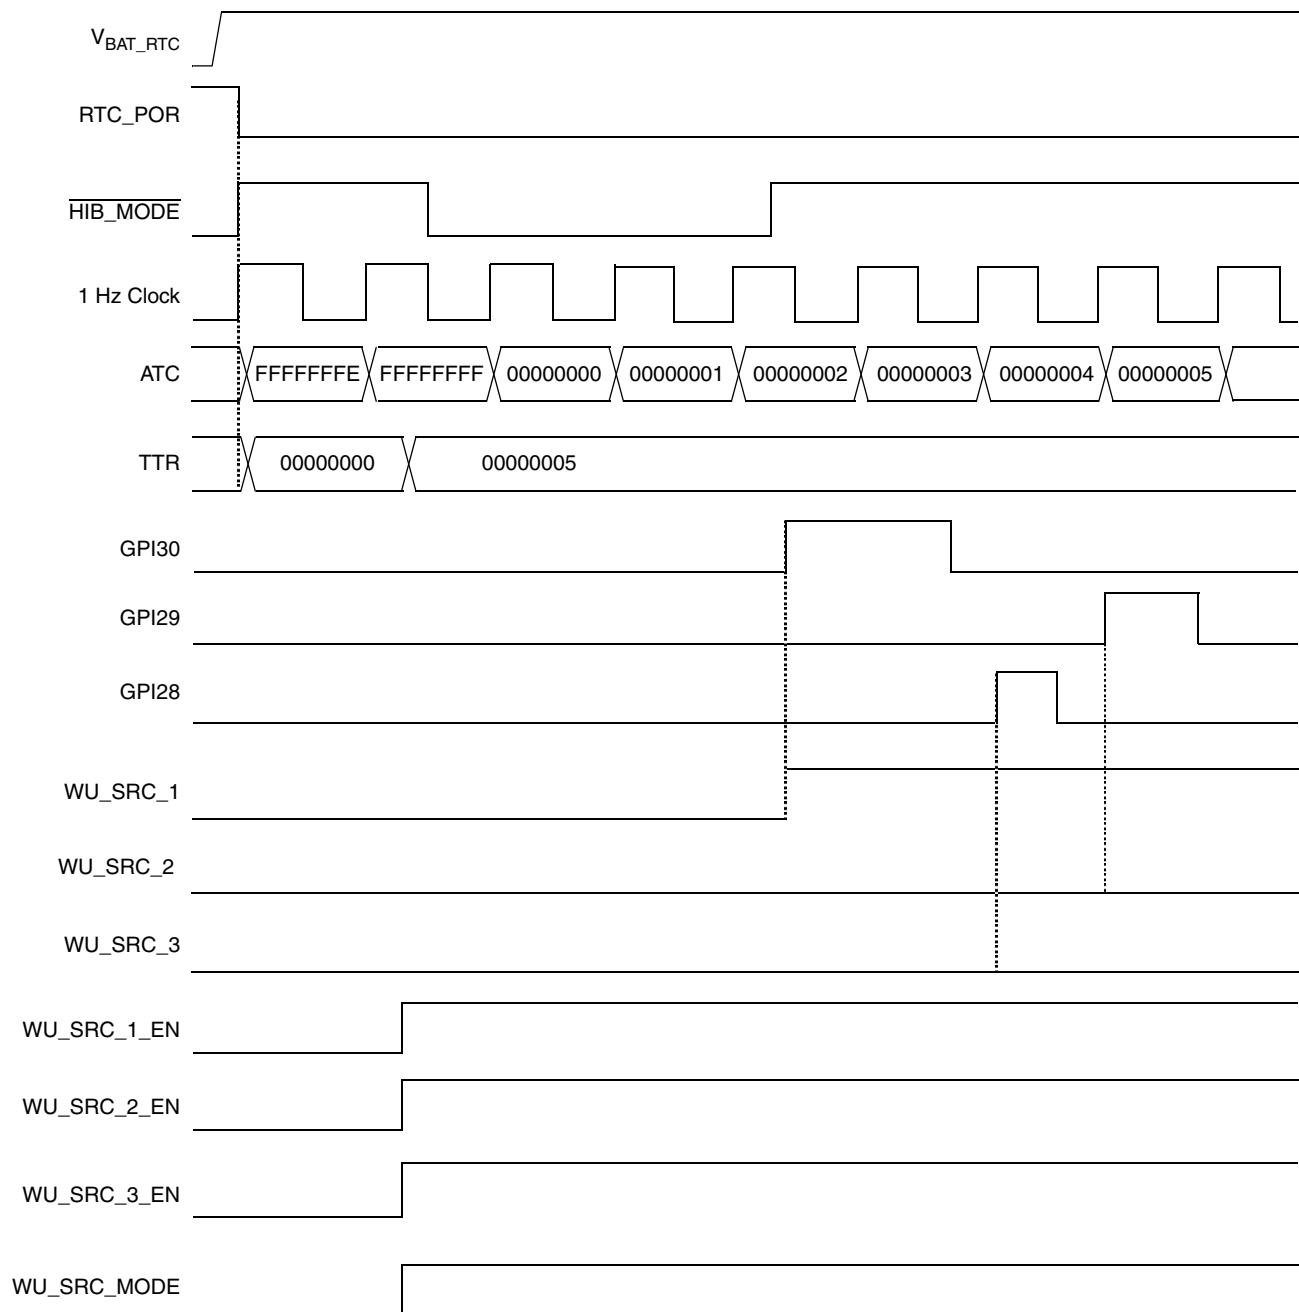 VBAT_RTC
RTC_POR
HIB_MODE
1 Hz Clock
ATC FFFFFFFE FFFFFFFF 00000000 00000001 00000002 00000003 00000004 00000005
TTR 00000000 00000005
GPI30
GPI29
GPI28
WU_SRC_1
WU_SRC_2
WU_SRC_3
WU_SRC_1_EN
WU_SRC_2_EN
WU_SRC_3_EN
WU_SRC_MODE